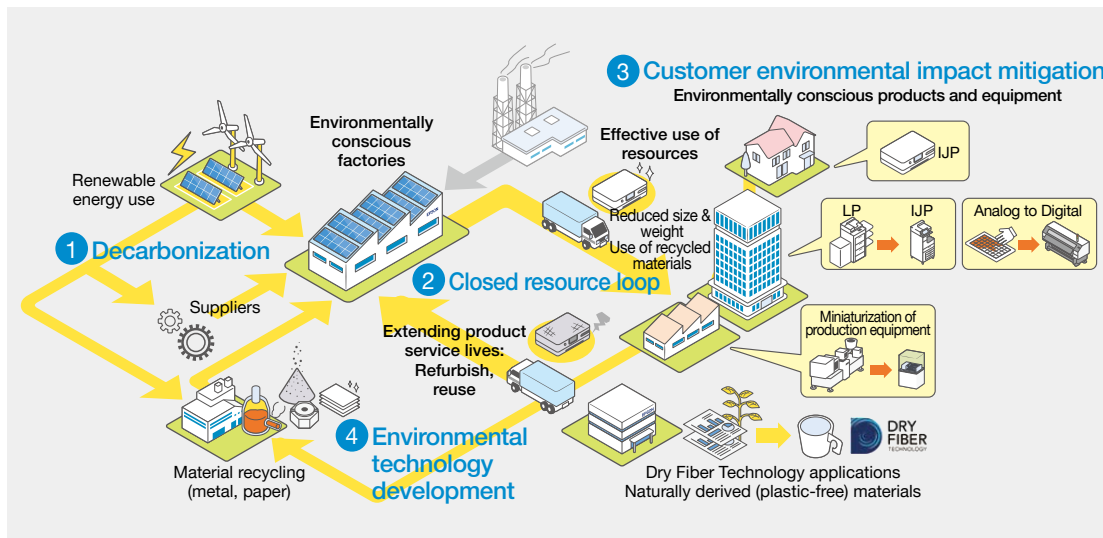 3 Customer environmental impact mitigation
Environmentally conscious products and equipment
Environmentally
conscious
factories
Effective use of
resources
IJP
Renewable
energy use
Reduced size &
weight
Use of recycled
materials
LP
IJP
Analog to Digital
EPSON
1 Decarbonization
2 Closed resource loop
Suppliers
Extending product
service lives:
Refurbish,
reuse
Miniaturization
of production equipment
4 Environmental
technology
development
EPSON
DRY
FIBER
TECHNOLOGY
Material recycling
(metal, paper)
Dry Fiber Technology applications
Naturally derived (plastic-free) materials